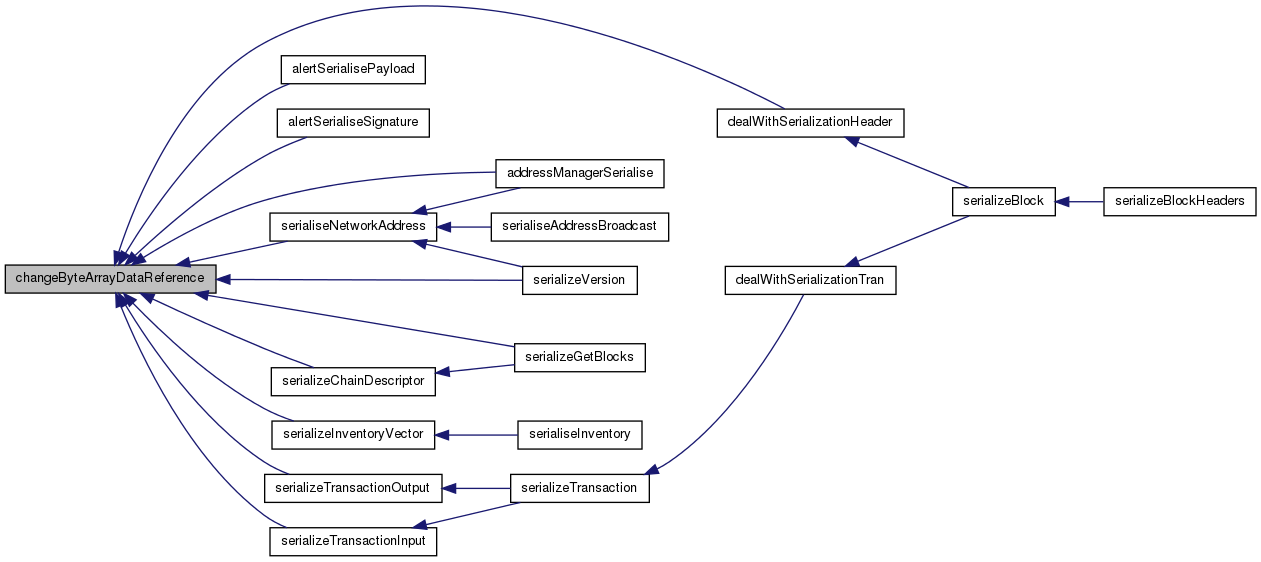 alertSerialisePayload
dealWithSerializationHeader
alertSerialiseSignature
addressManagerSerialise
serializeBlock
serializeBlockHeaders
serialiseNetworkAddress
serialiseAddressBroadcast
changeByteArrayDataReference
serializeVersion
dealWithSerializationTran
serializeGetBlocks
serializeChainDescriptor
serializeInventoryVector
serialiseInventory
serializeTransactionOutput
serializeTransaction
serializeTransactionInput